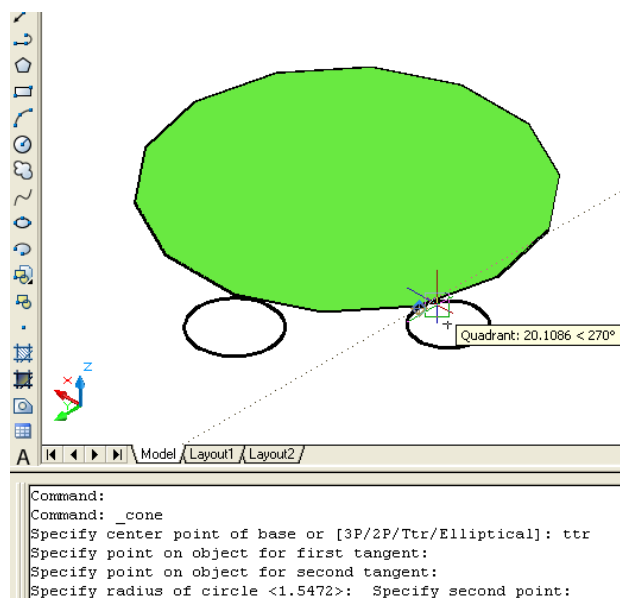 Quadrant: 20.1086 < 270°
Z
X
Y
A
Model Layout1 Layout2
Command:
Command: _cone
Specify center point of base or [3P/2P/Ttr/Elliptical]: ttr
Specify point on object for first tangent:
Specify point on object for second tangent:
Specify radius of circle <1.5472>:  Specify second point: